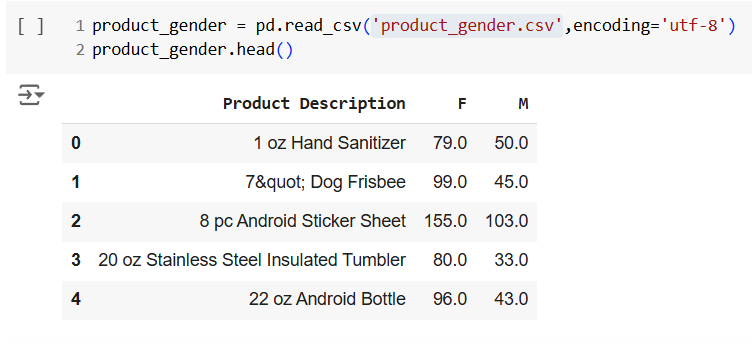 [ ] 1 product_gender = pd.read_csv('product_gender.csv',encoding='utf-8')
2 product_gender.head()
Product Description F M
0 1 oz Hand Sanitizer 79.0 50.0
1 7&quot; Dog Frisbee 99.0 45.0
2 8 pc Android Sticker Sheet 155.0 103.0
3 20 oz Stainless Steel Insulated Tumbler 80.0 33.0
4 22 oz Android Bottle 96.0 43.0